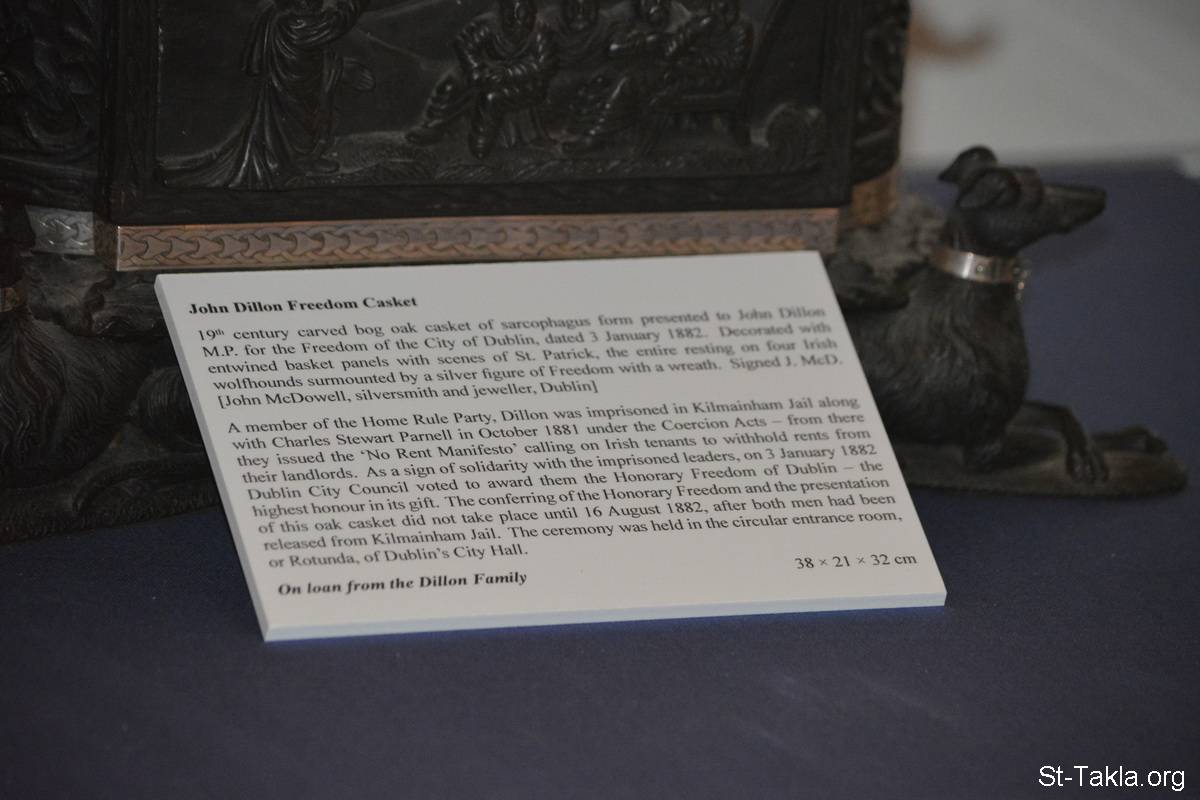 John Dillon Freedom Casket
19th century carved bog oak casket of sarcophagus form presented to John Dillon
M.P. for the Freedom of the City of Dublin, dated 3 January 1882. Decorated with
entwined basket panels with scenes of St. Patrick, the entire resting on four Irish
wolfhounds surmounted by a silver figure of Freedom with a wreath. Signed J. McD.
[John McDowell, silversmith and jeweller, Dublin]
A member of the Home Rule Party, Dillon was imprisoned in Kilmainham Jail along
with Charles Stewart Parnell in October 1881 under the Coercion Acts – from there
they issued the ‘No Rent Manifesto’ calling on Irish tenants to withhold rents from
their landlords. As a sign of solidarity with the imprisoned leaders, on 3 January 1882
Dublin City Council voted to award them the Honorary Freedom of Dublin – the
highest honour in its gift. The conferring of the Honorary Freedom and the presentation
of this oak casket did not take place until 16 August 1882, after both men had been
released from Kilmainham Jail. The ceremony was held in the circular entrance room,
or Rotunda, of Dublin’s City Hall.
On loan from the Dillon Family
38 × 21 × 32 cm
St-Takla.org